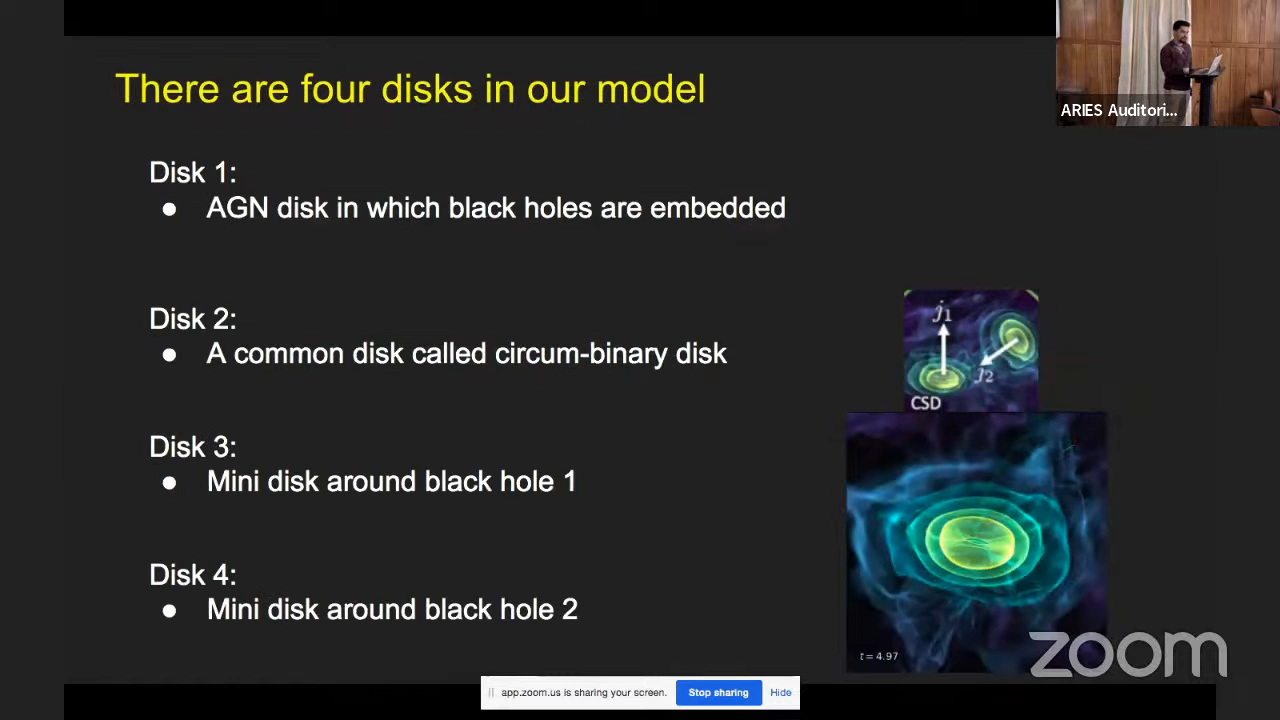 There are four disks in our model
ARIES Auditori...
Disk 1:
● AGN disk in which black holes are embedded
Disk 2:
● A common disk called circum-binary disk
Disk 3:
● Mini disk around black hole 1
Disk 4:
● Mini disk around black hole 2
j1
j2
CSD
t = 4.97
zoom
app.zoom.us is sharing your screen. Stop sharing Hide